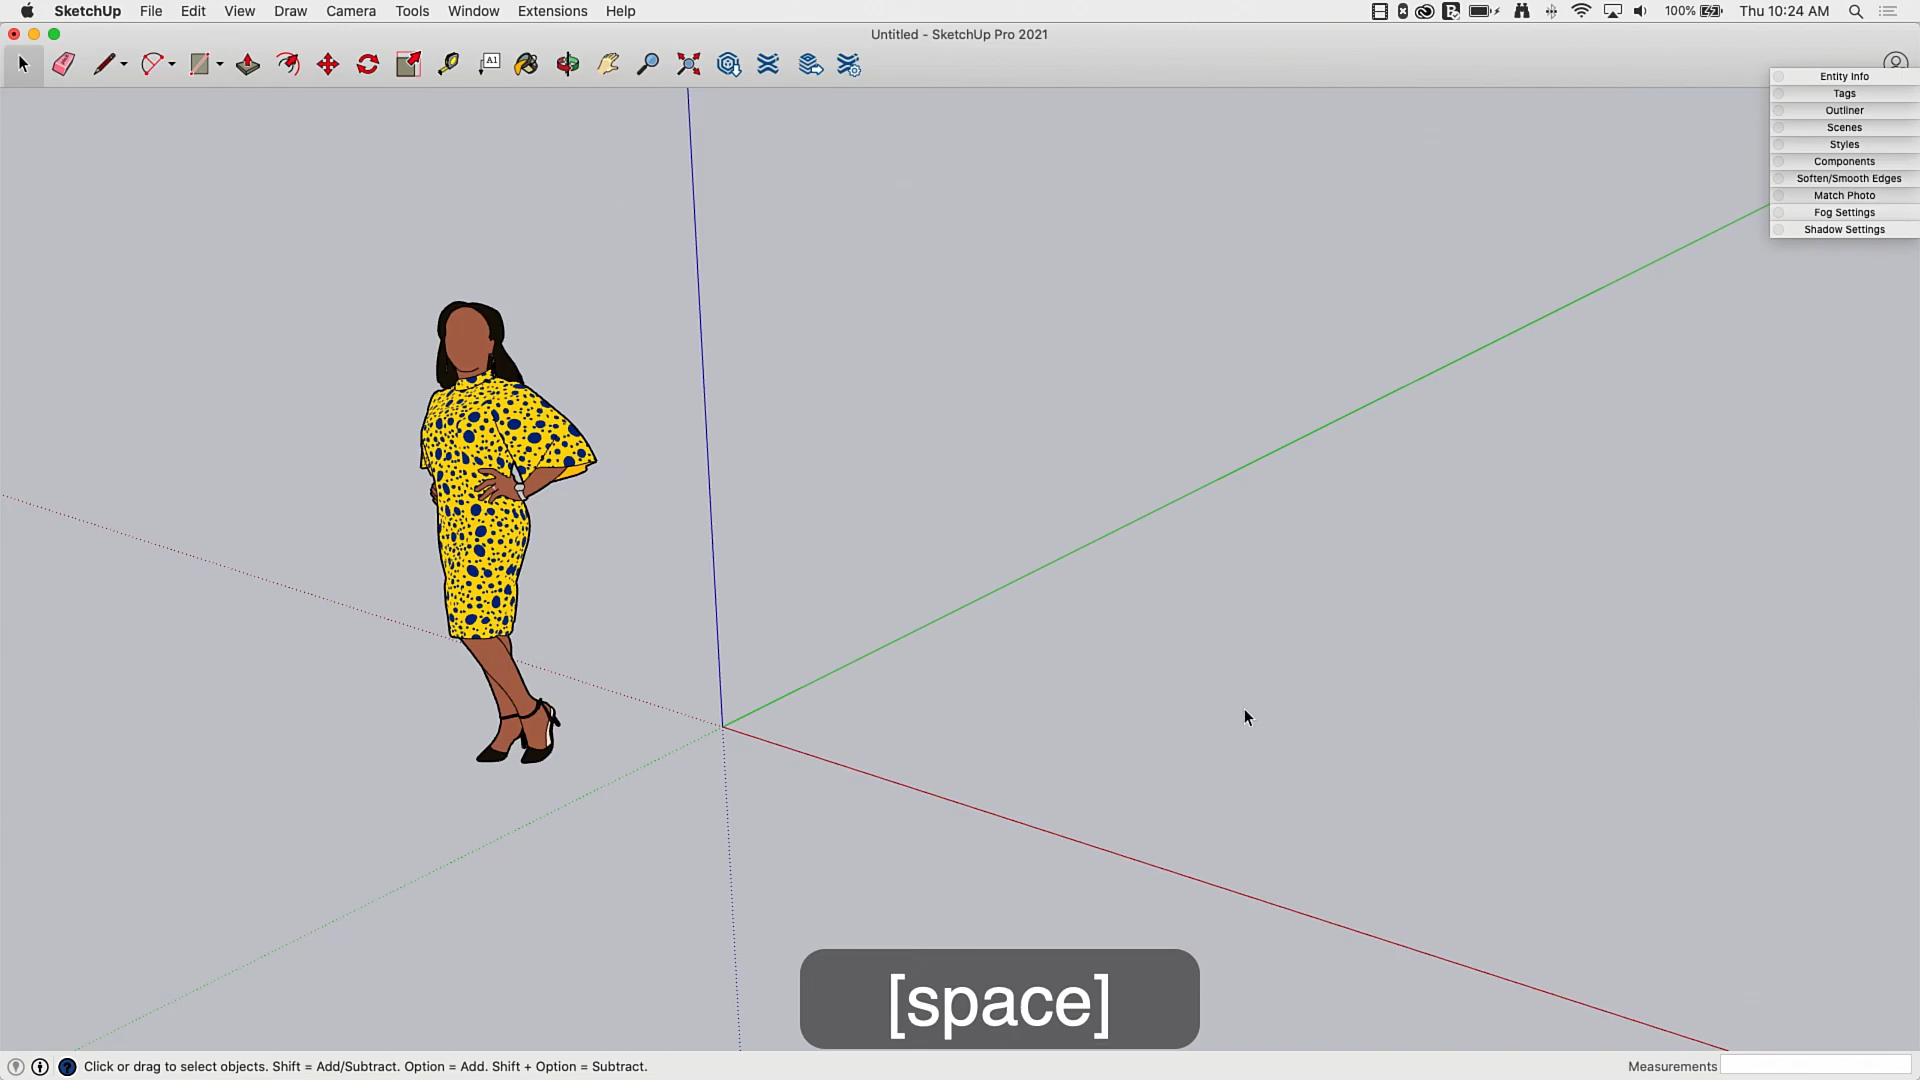 SketchUp File Edit View Draw Camera Tools Window Extensions Help 100% Thu 10:24 AM
Untitled - SketchUp Pro 2021
A1
Entity Info
Tags
Outliner
Scenes
Styles
Components
Soften/Smooth Edges
Match Photo
Fog Settings
Shadow Settings
[space]
Click or drag to select objects. Shift = Add/Subtract. Option = Add. Shift + Option = Subtract. Measurements